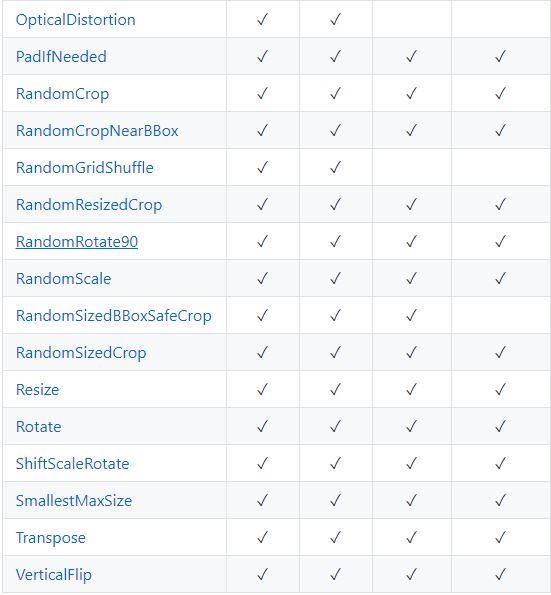 OpticalDistortion ✓ ✓
PadIfNeeded ✓ ✓ ✓ ✓
RandomCrop ✓ ✓ ✓ ✓
RandomCropNearBBox ✓ ✓ ✓ ✓
RandomGridShuffle ✓ ✓
RandomResizedCrop ✓ ✓ ✓ ✓
RandomRotate90 ✓ ✓ ✓ ✓
RandomScale ✓ ✓ ✓ ✓
RandomSizedBBoxSafeCrop ✓ ✓ ✓
RandomSizedCrop ✓ ✓ ✓ ✓
Resize ✓ ✓ ✓ ✓
Rotate ✓ ✓ ✓ ✓
ShiftScaleRotate ✓ ✓ ✓ ✓
SmallestMaxSize ✓ ✓ ✓ ✓
Transpose ✓ ✓ ✓ ✓
VerticalFlip ✓ ✓ ✓ ✓